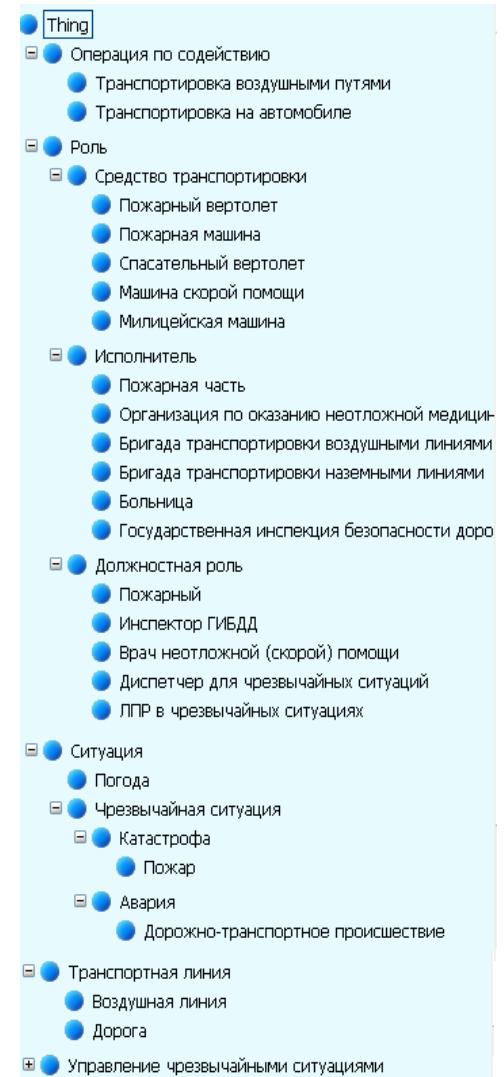 Thing
Операция по содействию
Транспортировка воздушными путями
Транспортировка на автомобиле
Роль
Средство транспортировки
Пожарный вертолет
Пожарная машина
Спасательный вертолет
Машина скорой помощи
Милицейская машина
Исполнитель
Пожарная часть
Организация по оказанию неотложной медицин
Бригада транспортировки воздушными линиями
Бригада транспортировки наземными линиями
Больница
Государственная инспекция безопасности доро
Должностная роль
Пожарный
Инспектор ГИБДД
Врач неотложной (скорой) помощи
Диспетчер для чрезвычайных ситуаций
ЛПР в чрезвычайных ситуациях
Ситуация
Погода
Чрезвычайная ситуация
Катастрофа
Пожар
Авария
Дорожно-транспортное происшествие
Транспортная линия
Воздушная линия
Дорога
Управление чрезвычайными ситуациями